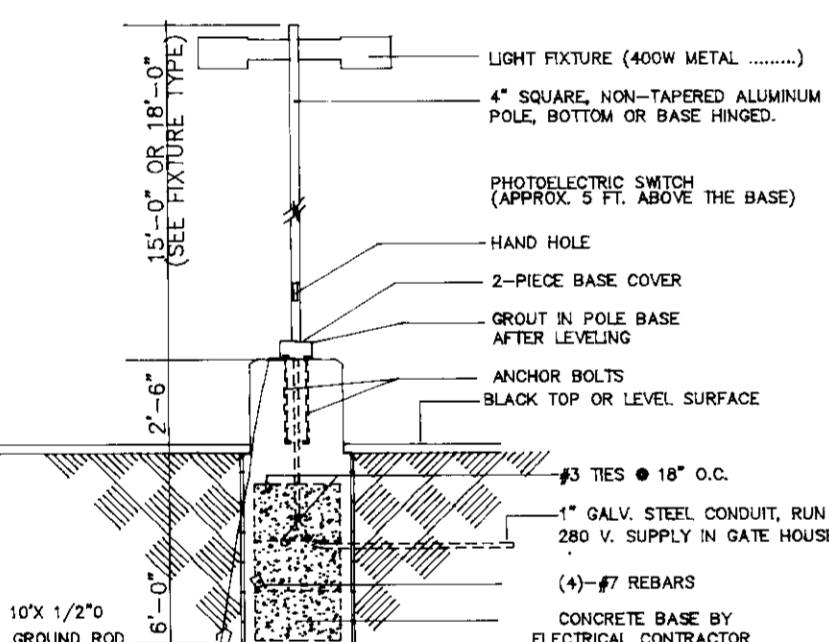 LIGHT FIXTURE (400W METAL .........)
4" SQUARE, NON-TAPERED ALUMINUM
POLE, BOTTOM OR BASE HINGED.
PHOTOELECTRIC SWITCH
(APPROX. 5 FT. ABOVE THE BASE)
HAND HOLE
2-PIECE BASE COVER
GROUT IN POLE BASE
AFTER LEVELING
ANCHOR BOLTS
BLACK TOP OR LEVEL SURFACE
#3 TIES @ 18" O.C.
1" GALV. STEEL CONDUIT, RUN
280 V. SUPPLY IN GATE HOUSE
(4)-#7 REBARS
CONCRETE BASE BY
ELECTRICAL CONTRACTOR
15'-0" OR 18'-0"
(SEE FIXTURE TYPE)
2'-6"
6'-0"
10'X 1/2"0
GROUND ROD